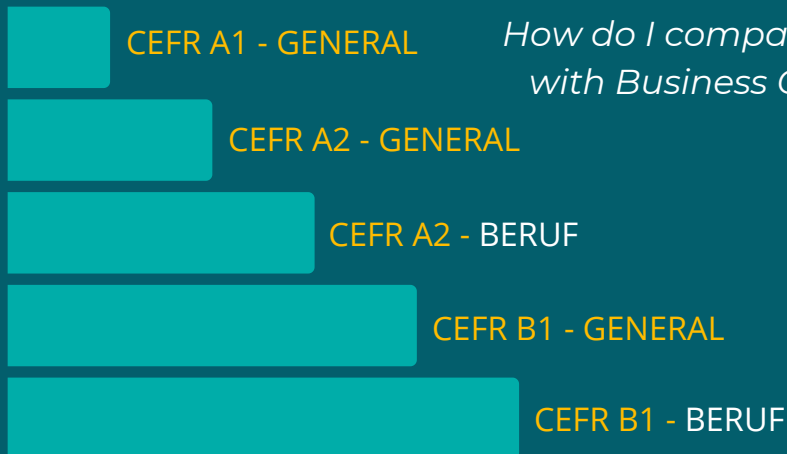 CEFR A1 - GENERAL
How do I compa
with Business
CEFR A2 - GENERAL
CEFR A2 - BERUF
CEFR B1 - GENERAL
CEFR B1 - BERUF